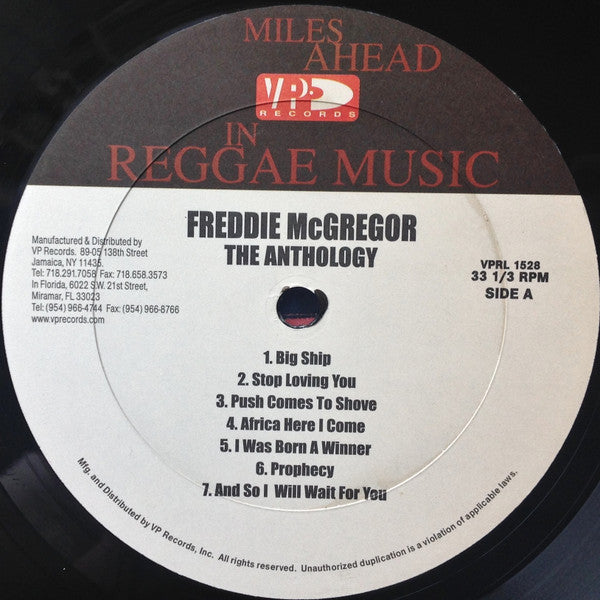 MILES
AHEAD
VP
RECORDS
IN
REGGAE MUSIC
FREDDIE McGREGOR
THE ANTHOLOGY
Manufactured & Distributed by
VP Records. 89-05 138th Street
Jamaica, NY 11435.
Tel: 718.291.7058 Fax: 718.658.3573
In Florida, 6022 S.W. 21st Street,
Miramar, FL 33023
Tel: (954) 966-4744 Fax: (954) 966-8766
www.vprecords.com
VPRL 1528
33 1/3 RPM
SIDE A
1. Big Ship
2. Stop Loving You
3. Push Comes To Shove
4. Africa Here I Come
5. I Was Born A Winner
6. Prophecy
7. And So I Will Wait For You
Mfg. and Distributed by VP Records, Inc. All rights reserved. Unauthorized duplication is a violation of applicable laws.